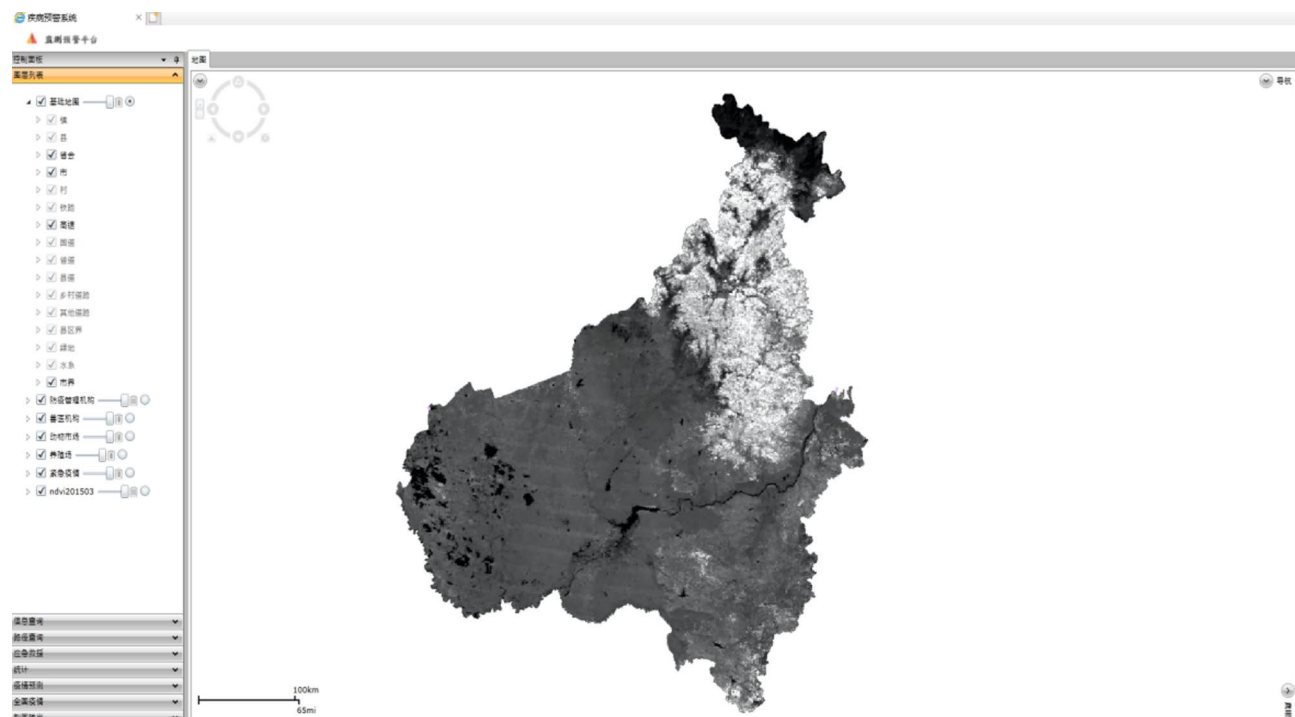 疾病预警系统
监测预警平台
控制面板
图层列表
基础地图
镇
县
省会
市
村
铁路
高速
国道
省道
县道
乡村道路
其他道路
县区界
绿地
水系
市界
防疫管理机构
兽医机构
动物市场
养殖场
紧急疫情
ndvi201503
信息查询
路径查询
应急救援
统计
疫情预测
全国疫情
地图
导航
100km
65mi